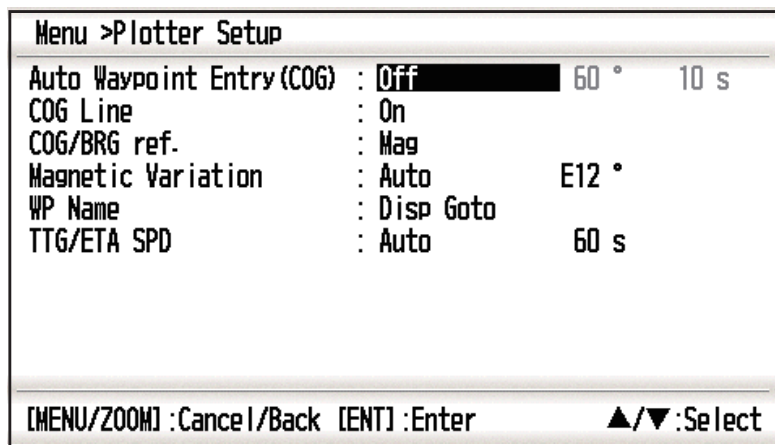 Menu >Plotter Setup
Auto Waypoint Entry(COG) : Off 60 ° 10 s
COG Line : On
COG/BRG ref. : Mag
Magnetic Variation : Auto E12 °
WP Name : Disp Goto
TTG/ETA SPD : Auto 60 s
[MENU/ZOOM]:Cancel/Back [ENT]:Enter ▲/▼:Select